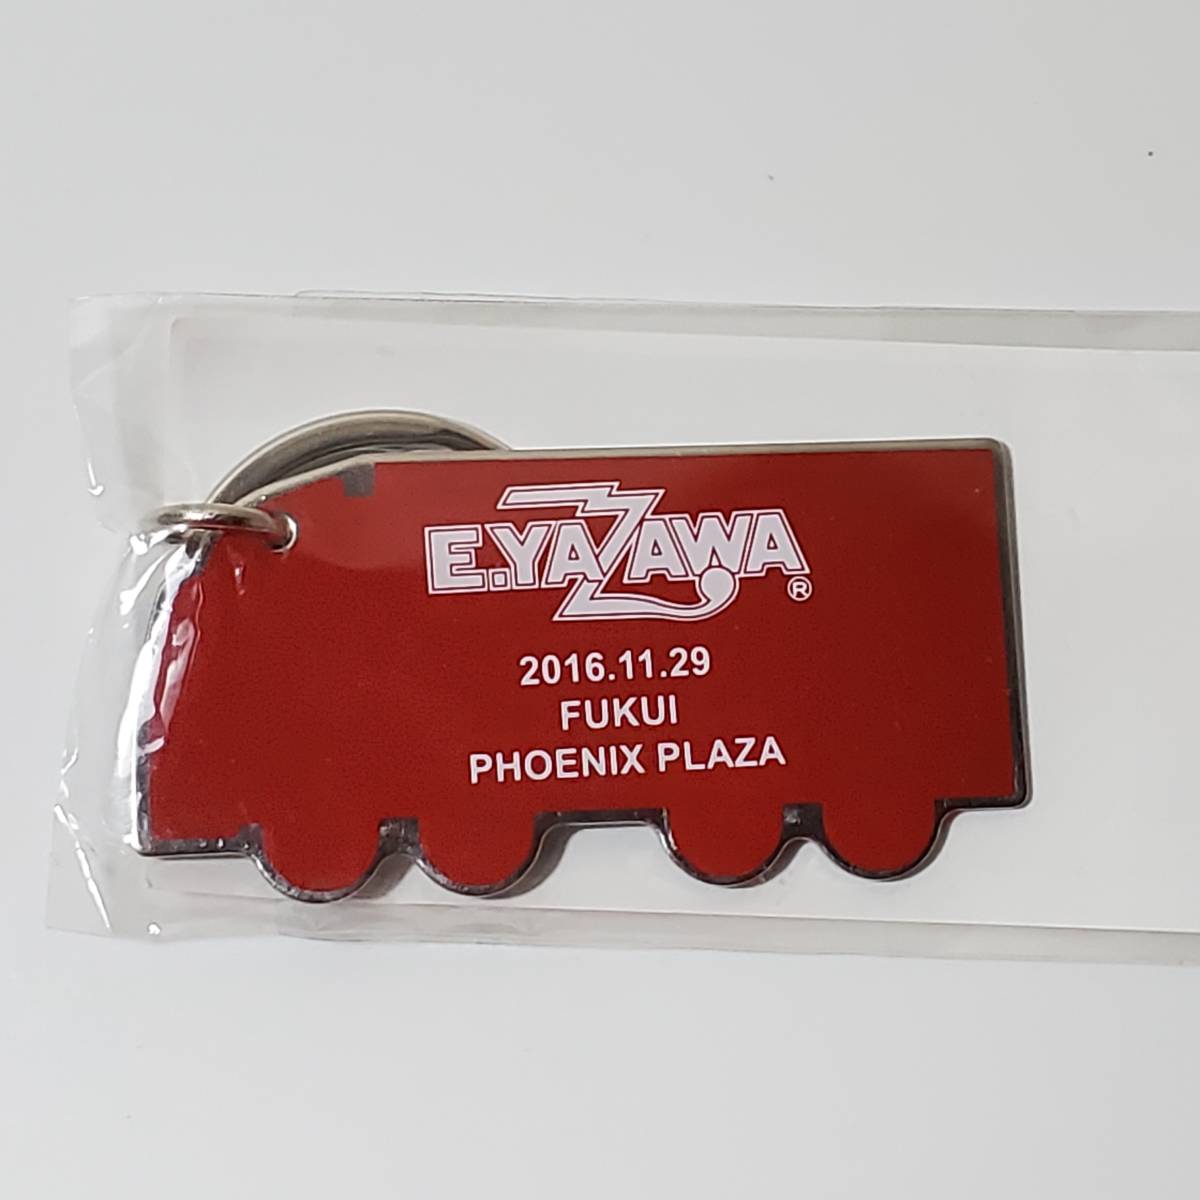 E.YAZAWA
®
2016.11.29
FUKUI
PHOENIX PLAZA